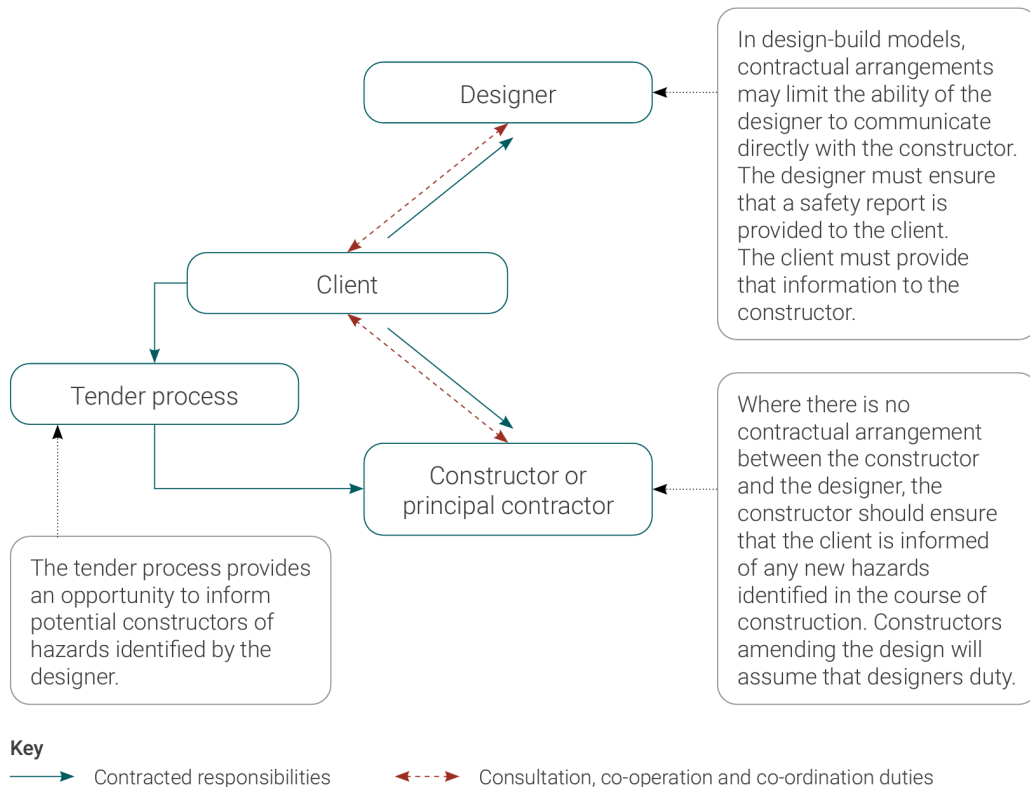 Designer
In design-build models,
contractual arrangements
may limit the ability of the
designer to communicate
directly with the constructor.
The designer must ensure
that a safety report is
provided to the client.
The client must provide
that information to the
constructor.
Client
Tender process
Constructor or
principal contractor
Where there is no
contractual arrangement
between the constructor
and the designer, the
constructor should ensure
that the client is informed
of any new hazards
identified in the course of
construction. Constructors
amending the design will
assume that designers duty.
The tender process provides
an opportunity to inform
potential constructors of
hazards identified by the
designer.
Key
Contracted responsibilities
Consultation, co-operation and co-ordination duties